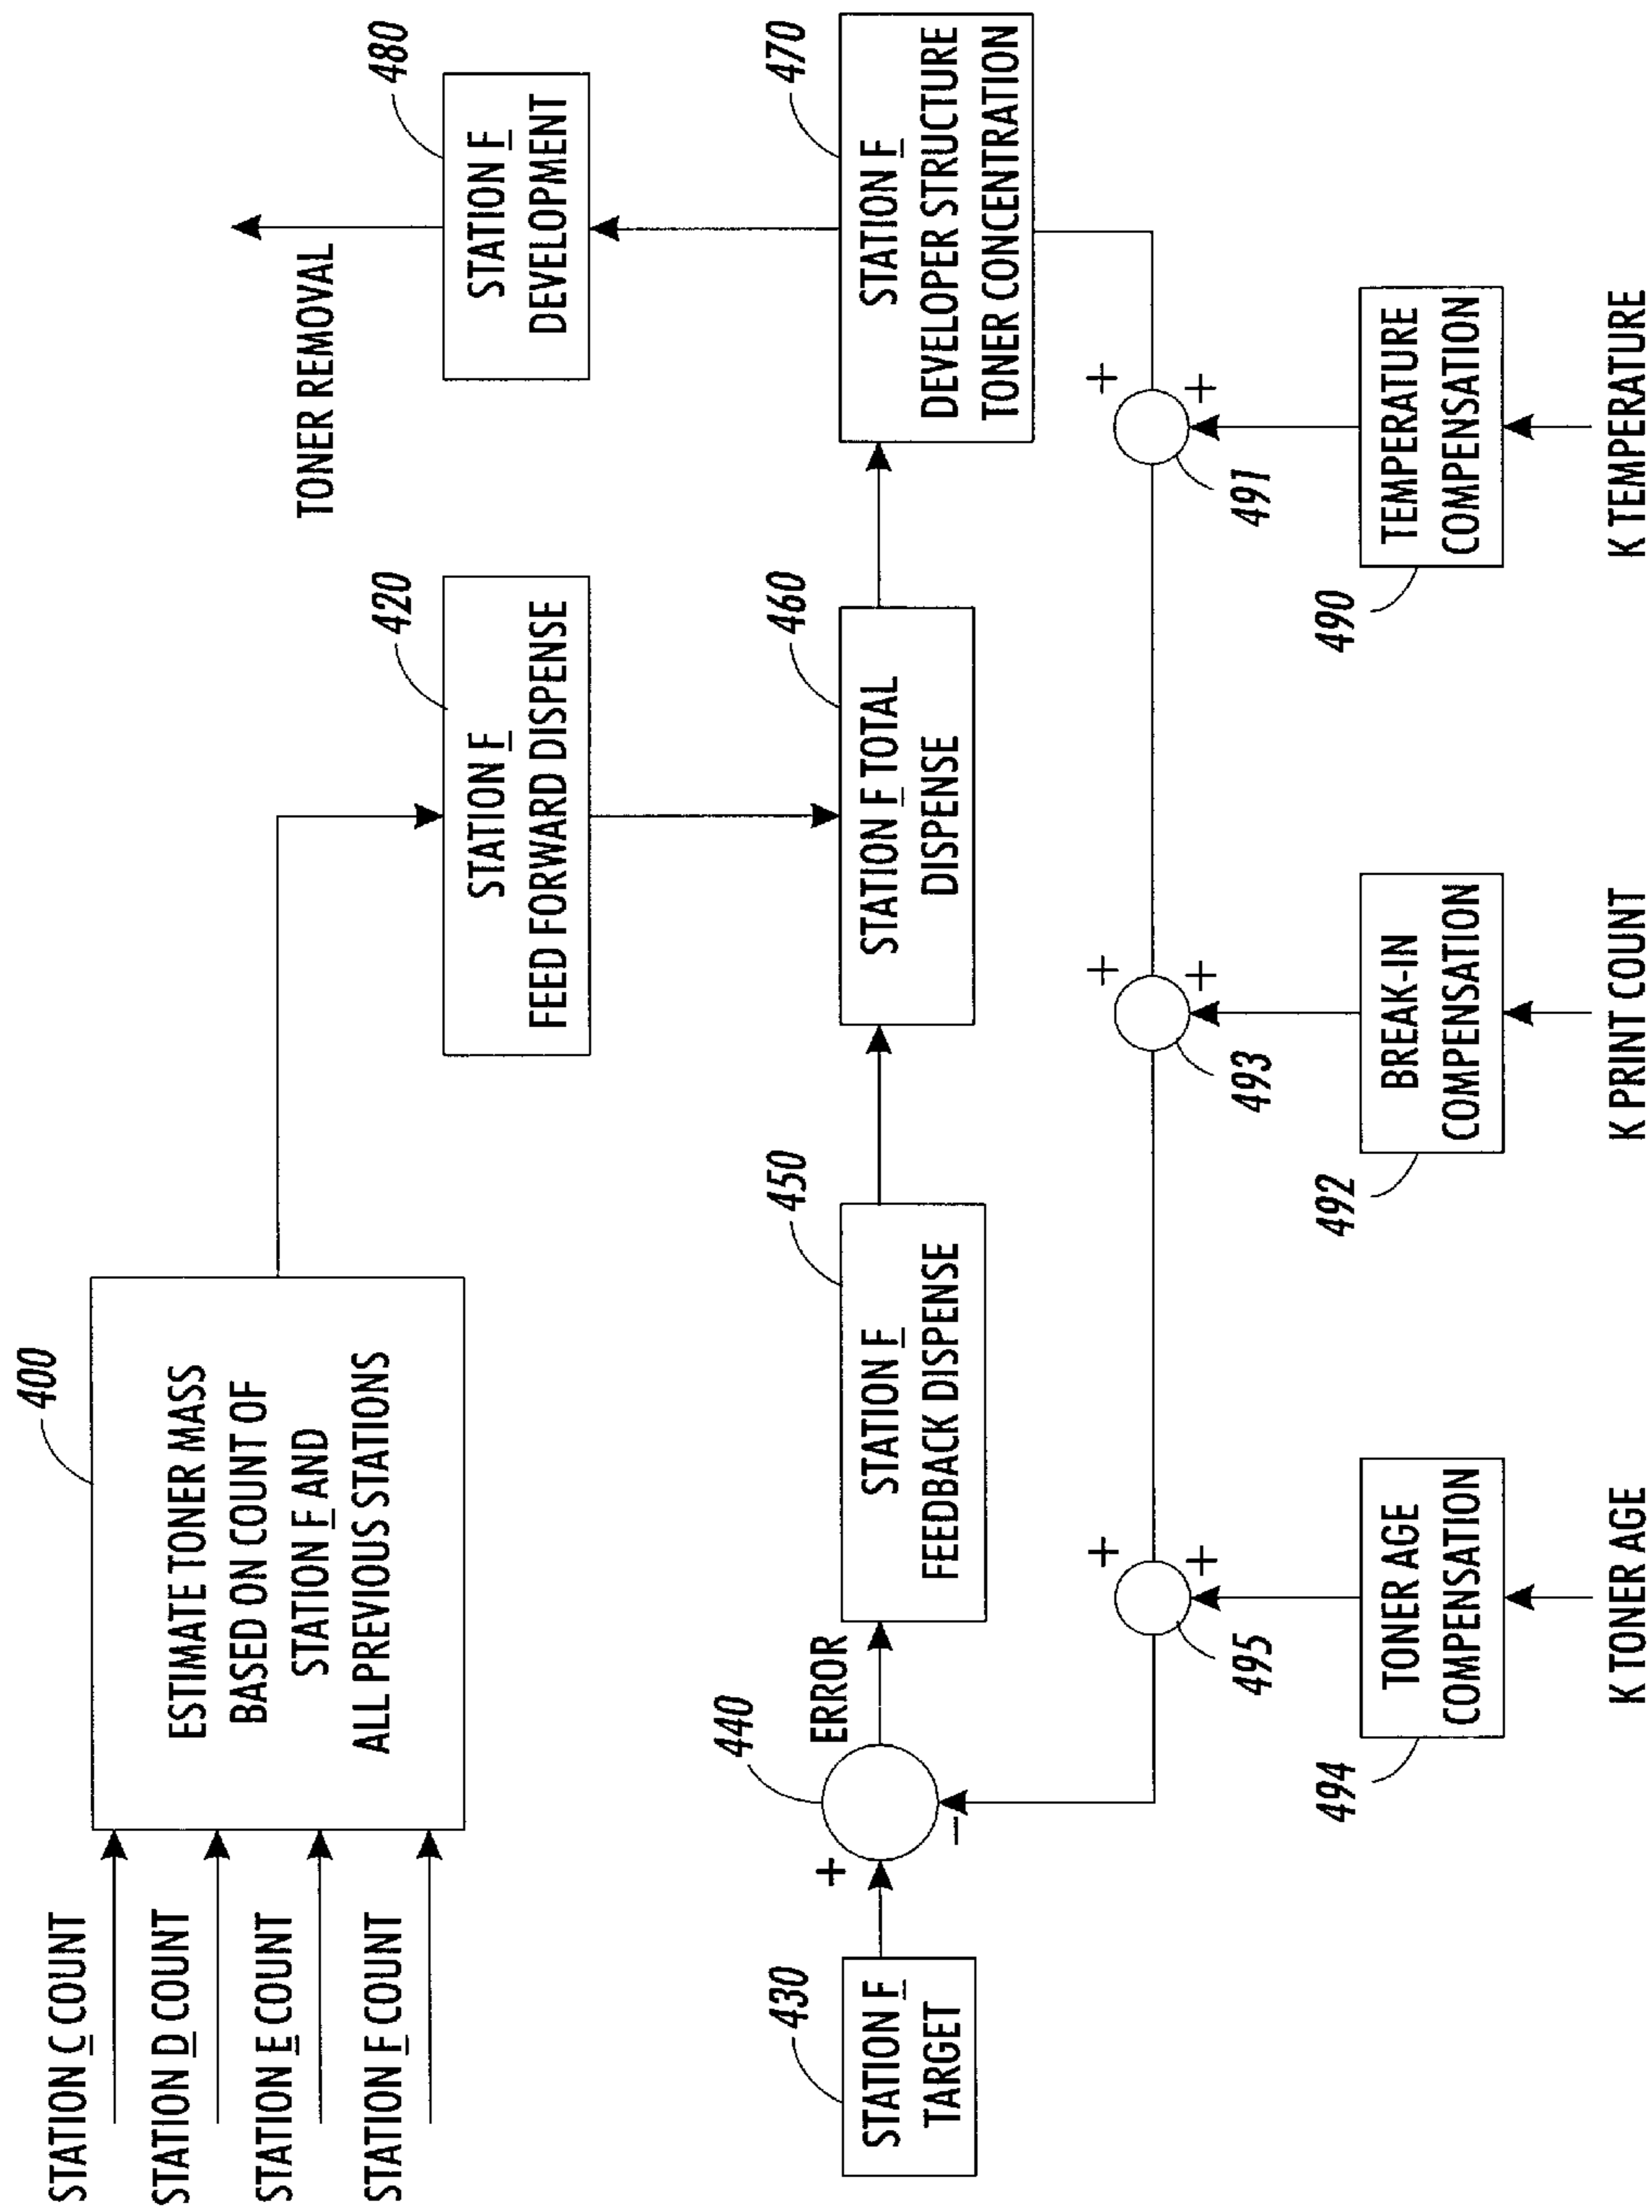 STATION C COUNT
STATION D COUNT
STATION E COUNT
STATION F COUNT
400
ESTIMATE TONER MASS
BASED ON COUNT OF
STATION F AND
ALL PREVIOUS STATIONS
420
STATION F
FEED FORWARD DISPENSE
TONER REMOVAL
480
STATION F
DEVELOPMENT
430
STATION F
TARGET
+
−
440
ERROR
450
STATION F
FEEDBACK DISPENSE
460
STATION F TOTAL
DISPENSE
470
STATION F
DEVELOPER STRUCTURE
TONER CONCENTRATION
+
+
495
+
+
493
+
+
491
494
TONER AGE
COMPENSATION
K TONER AGE
492
BREAK-IN
COMPENSATION
K PRINT COUNT
490
TEMPERATURE
COMPENSATION
K TEMPERATURE